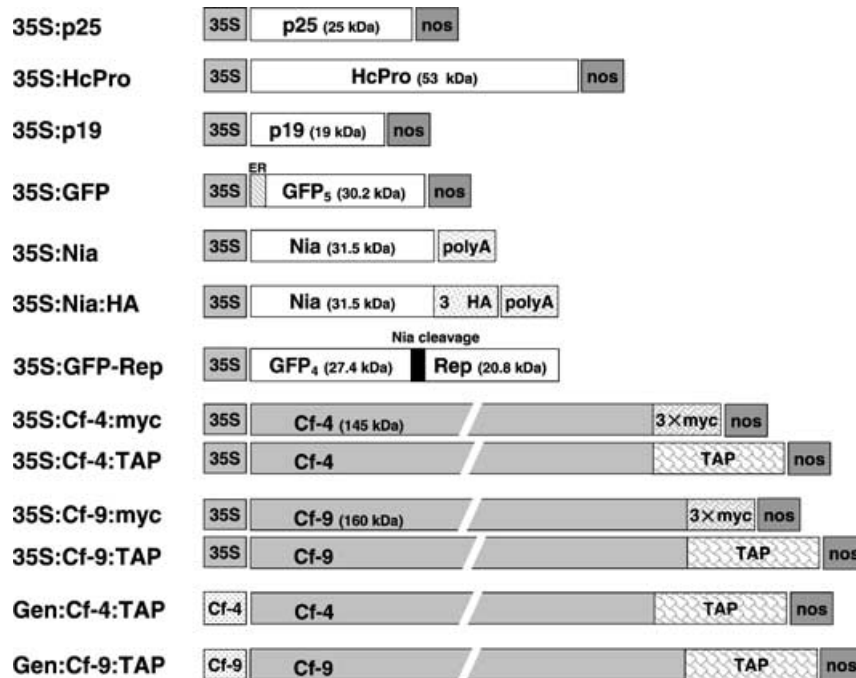 35S:p25 35S p25 (25 kDa) nos
35S:HcPro 35S HcPro (53 kDa) nos
35S:p19 35S p19 (19 kDa) nos
ER
35S:GFP 35S GFP5 (30.2 kDa) nos
35S:Nia 35S Nia (31.5 kDa) polyA
35S:Nia:HA 35S Nia (31.5 kDa) 3 HA polyA
Nia cleavage
35S:GFP-Rep 35S GFP4 (27.4 kDa) Rep (20.8 kDa)
35S:Cf-4:myc 35S Cf-4 (145 kDa) 3×myc nos
35S:Cf-4:TAP 35S Cf-4 TAP nos
35S:Cf-9:myc 35S Cf-9 (160 kDa) 3×myc nos
35S:Cf-9:TAP 35S Cf-9 TAP nos
Gen:Cf-4:TAP Cf-4 Cf-4 TAP nos
Gen:Cf-9:TAP Cf-9 Cf-9 TAP nos